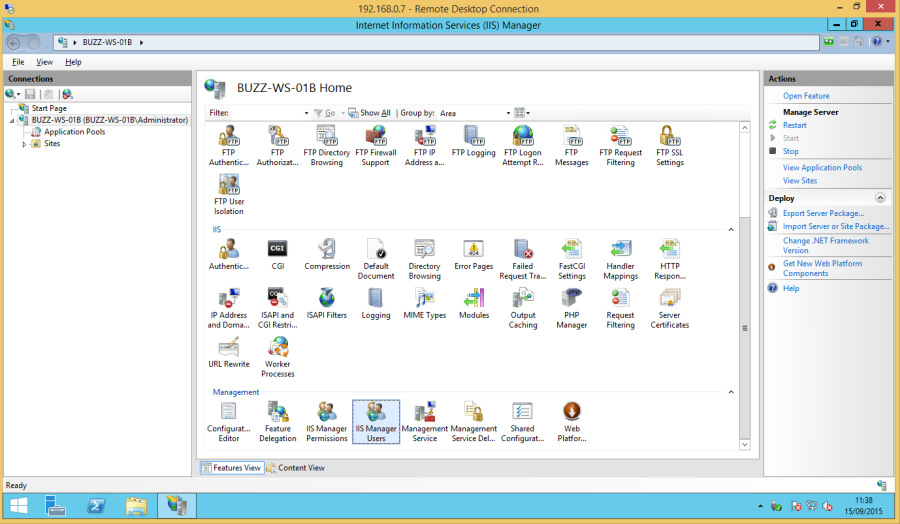 192.168.0.7 - Remote Desktop Connection
Internet Information Services (IIS) Manager
BUZZ-WS-01B
File View Help
Connections
Start Page
BUZZ-WS-01B (BUZZ-WS-01B\Administrator)
Application Pools
Sites
BUZZ-WS-01B Home
Filter: Go Show All Group by: Area
FTP Authentic... FTP Authorizat... FTP Directory Browsing FTP Firewall Support FTP IP Address a... FTP Logging FTP Logon Attempt R... FTP Messages FTP Request Filtering FTP SSL Settings
FTP User Isolation
IIS
Authentic... CGI Compression Default Document Directory Browsing Error Pages Failed Request Tra... FastCGI Settings Handler Mappings HTTP Respon...
IP Address and Doma... ISAPI and CGI Restri... ISAPI Filters Logging MIME Types Modules Output Caching PHP Manager Request Filtering Server Certificates
URL Rewrite Worker Processes
Management
Configurat... Editor Feature Delegation IIS Manager Permissions IIS Manager Users Management Service Management Service Del... Shared Configurat... Web Platfor...
Features View Content View
Actions
Open Feature
Manage Server
Restart
Start
Stop
View Application Pools
View Sites
Deploy
Export Server Package...
Import Server or Site Package...
Change .NET Framework
Version
Get New Web Platform
Components
Help
Ready
11:38
15/09/2015